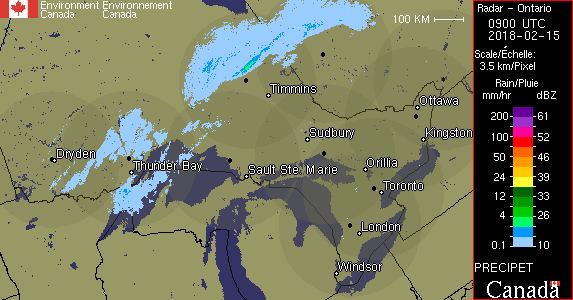 Environment Environnement
Canada Canada
100 KM
Timmins
Ottawa
Sudbury
Kingston
Dryden
Thunder Bay
Sault Ste. Marie
Orillia
Toronto
London
Windsor
Radar - Ontario
0900 UTC
2018-02-15
Scale/Échelle:
3.5 km/Pixel
Rain/Pluie
mm/hr dBZ
200 61
100 52
50 46
24 39
12 33
4 26
0.1 10
PRECIPET
Canada